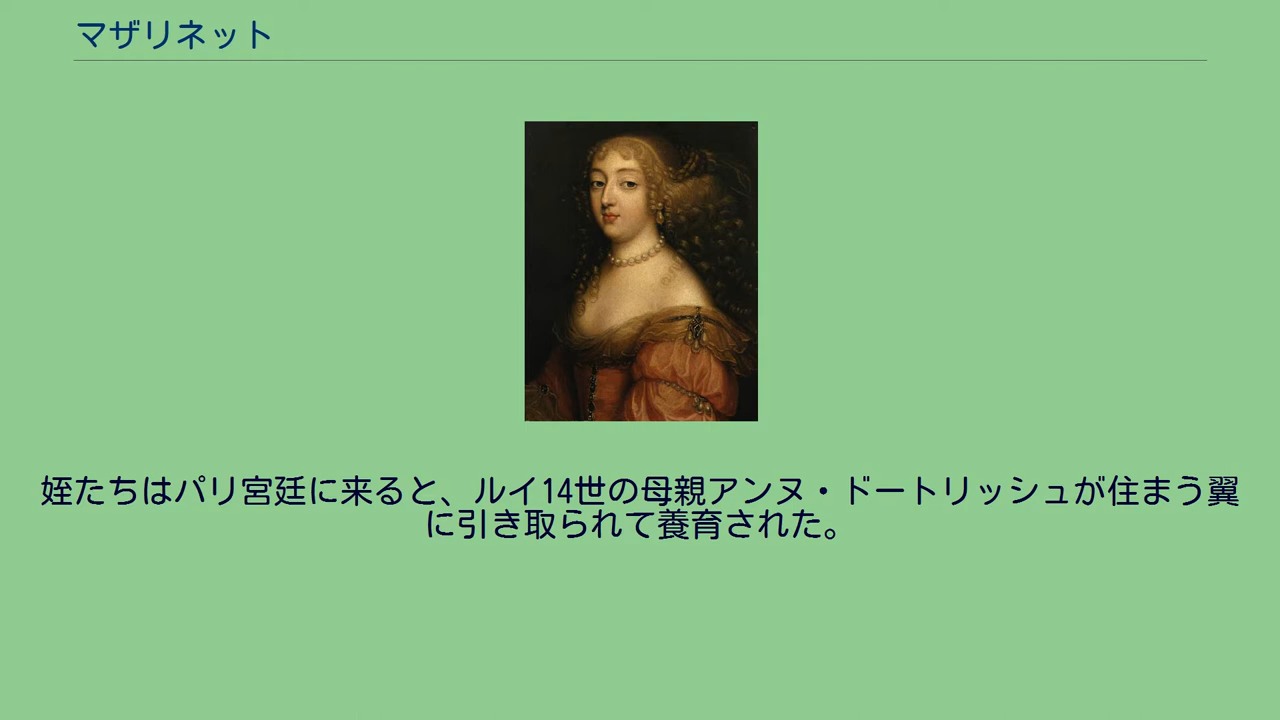 マザリネット
姪たちはパリ宮廷に来ると、ルイ14世の母親アンヌ・ドートリッシュが住まう翼
に引き取られて養育された。